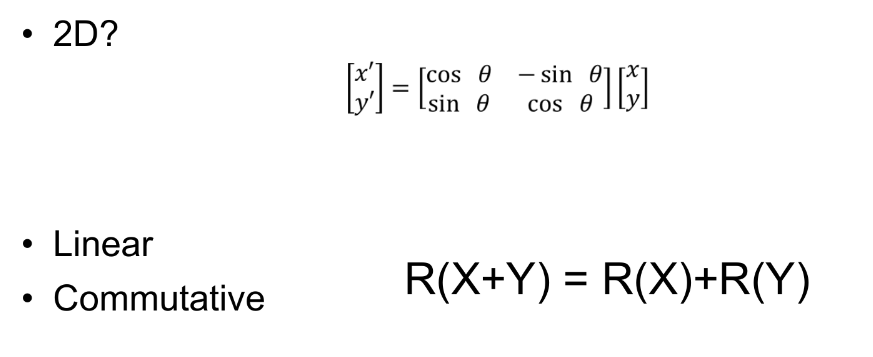 • 2D?
[x′ y′] = [cos θ − sin θ sin θ cos θ] [x y]
• Linear
• Commutative
R(X+Y) = R(X)+R(Y)